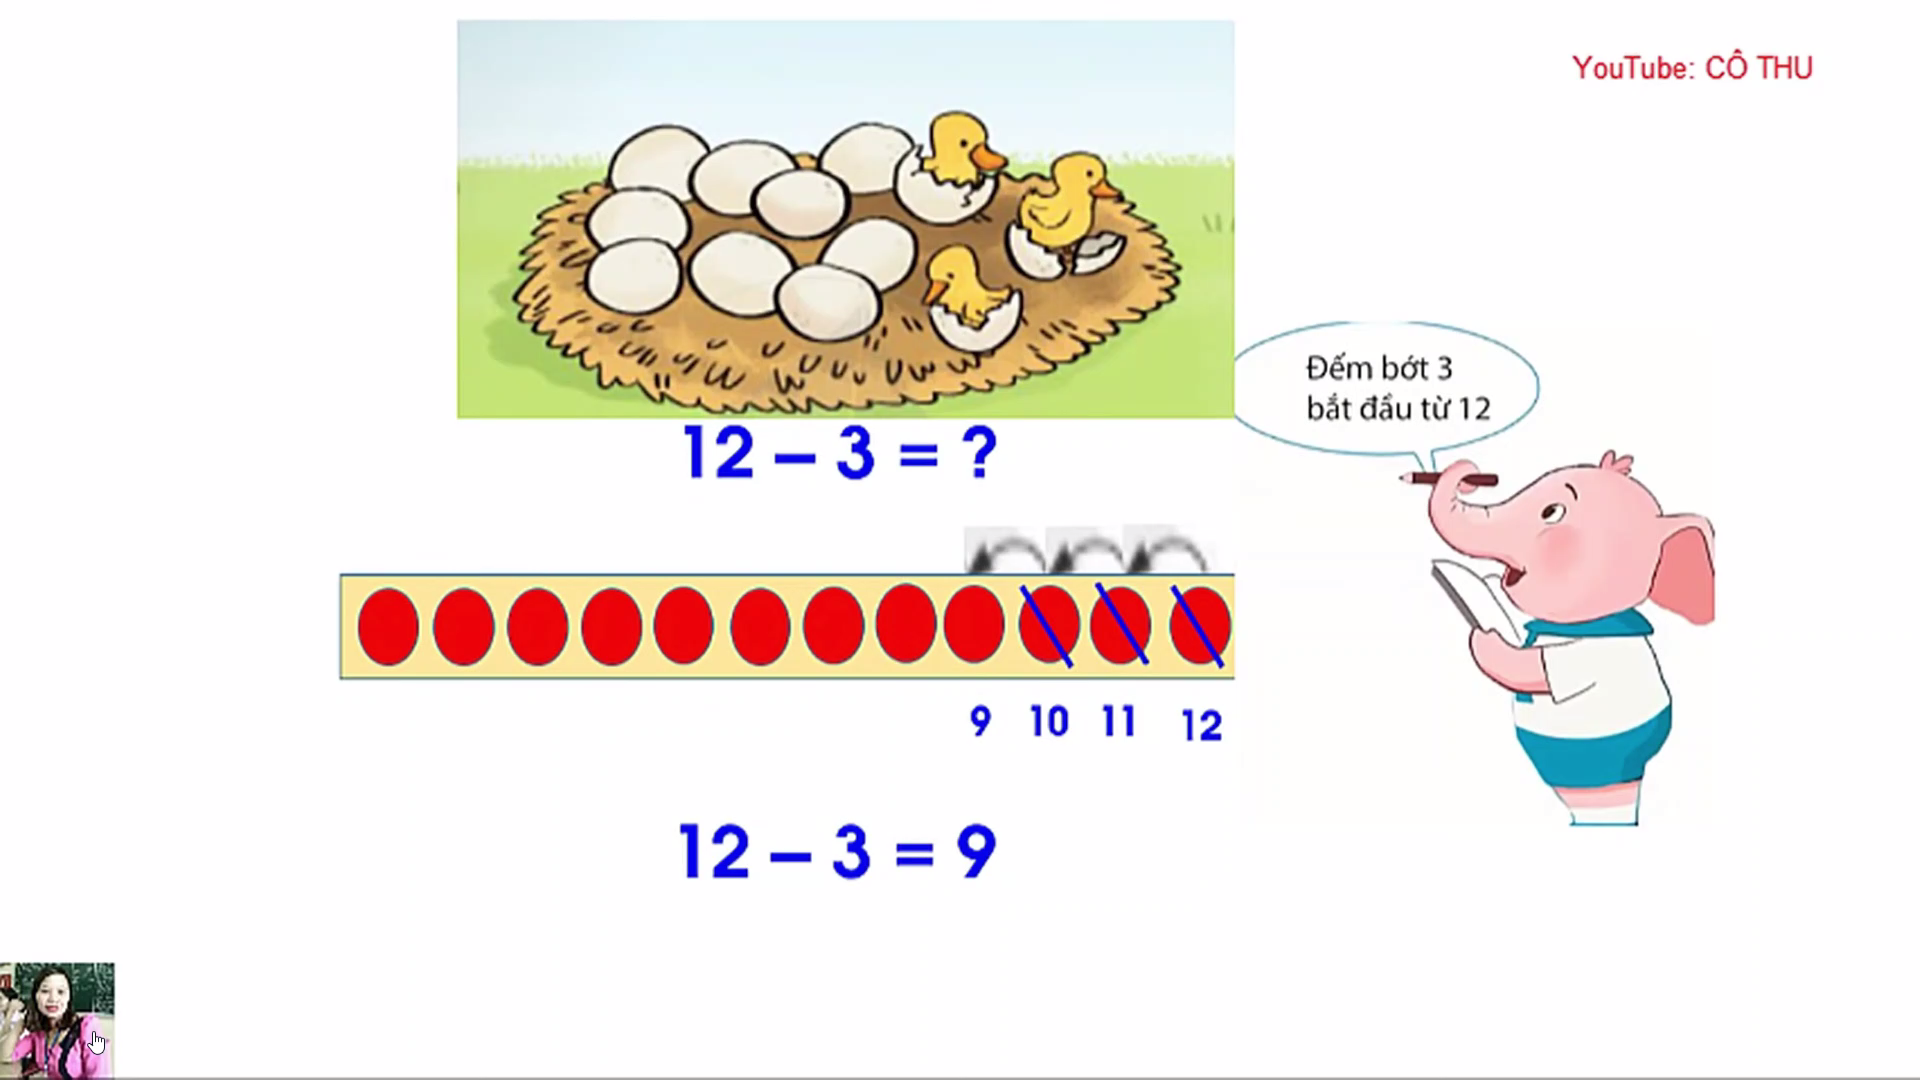 YouTube: CÔ THU
Đếm bớt 3
bắt đầu từ 12
12 – 3 = ?
9 10 11 12
12 – 3 = 9